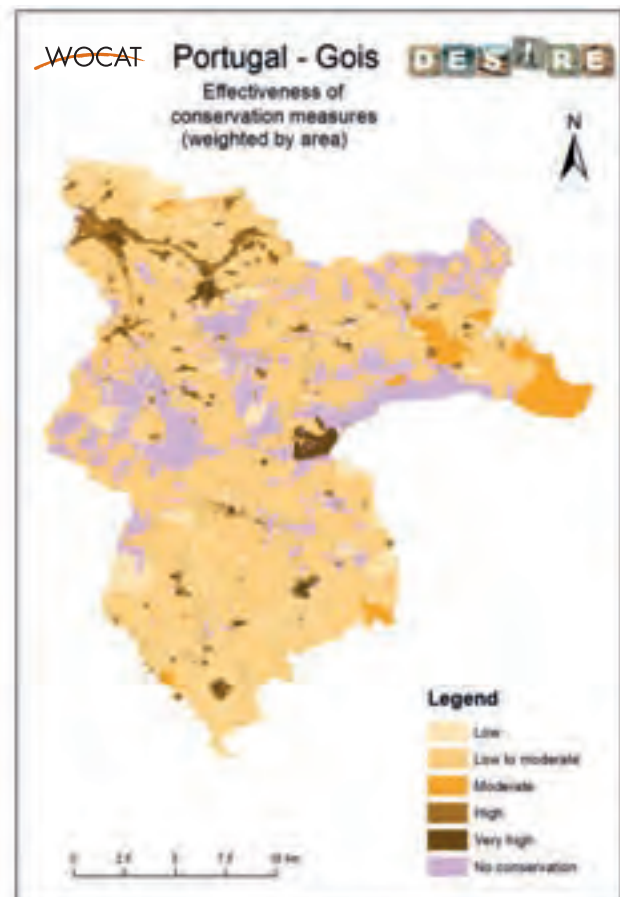 WOCAT
Portugal - Gois
DESIRE
Effectiveness of
conservation measures
(weighted by area)
N
Legend
Low
Low to moderate
Moderate
High
Very high
No conservation
0 2,5 5 7,5 10 km